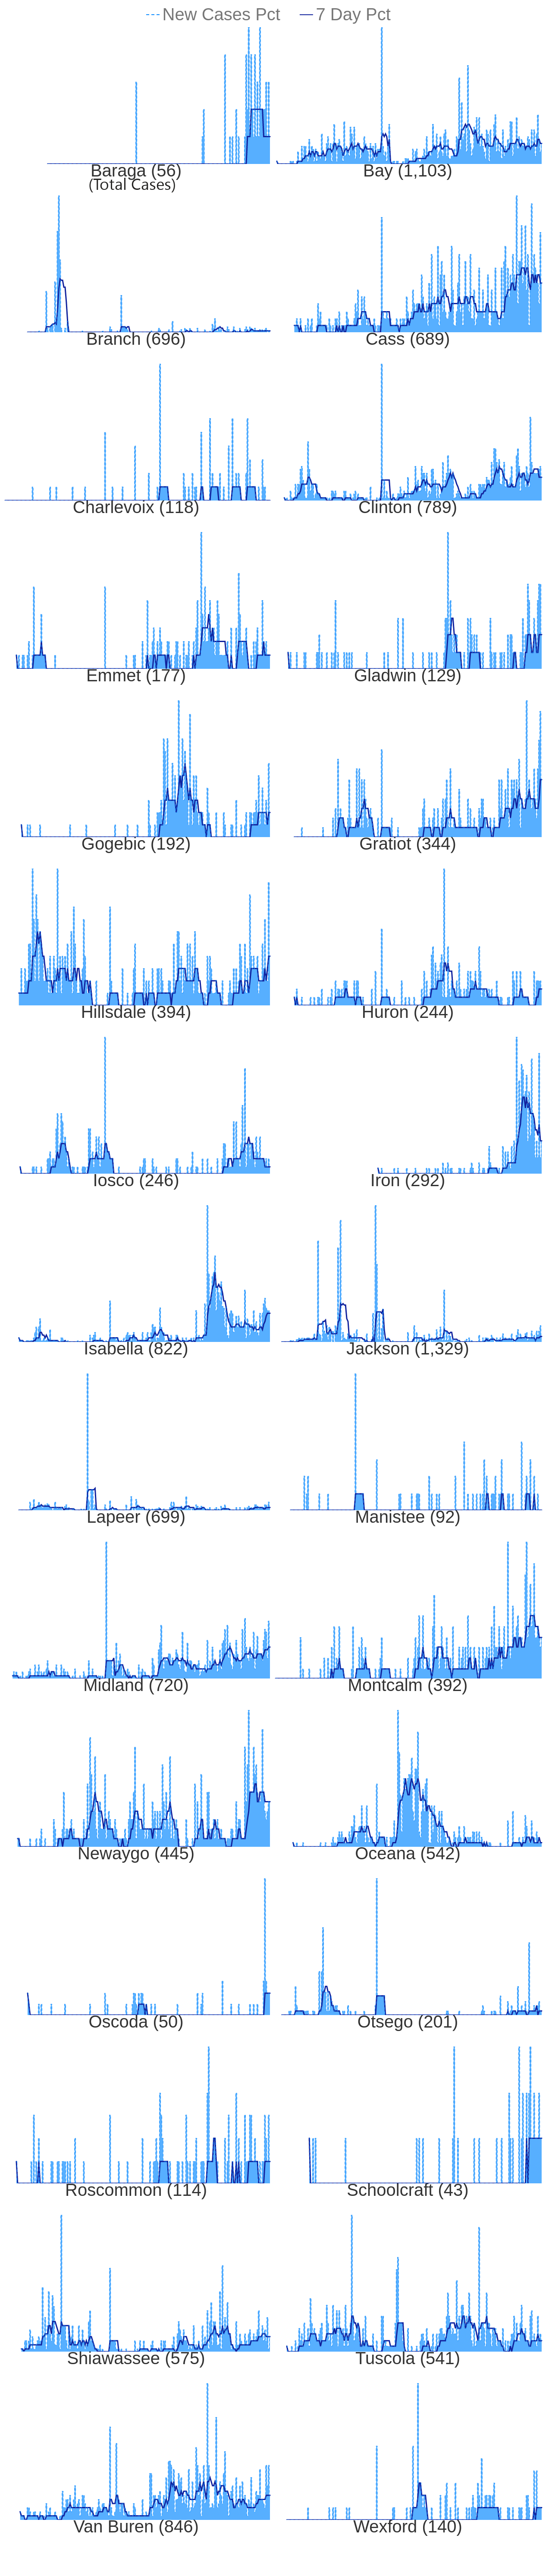 New Cases Pct 7 Day Pct
Baraga (56) Bay (1,103)
(Total Cases)
Branch (696) Cass (689)
Charlevoix (118) Clinton (789)
Emmet (177) Gladwin (129)
Gogebic (192) Gratiot (344)
Hillsdale (394) Huron (244)
Iosco (246) Iron (292)
Isabella (822) Jackson (1,329)
Lapeer (699) Manistee (92)
Midland (720) Montcalm (392)
Newaygo (445) Oceana (542)
Oscoda (50) Otsego (201)
Roscommon (114) Schoolcraft (43)
Shiawassee (575) Tuscola (541)
Van Buren (846) Wexford (140)